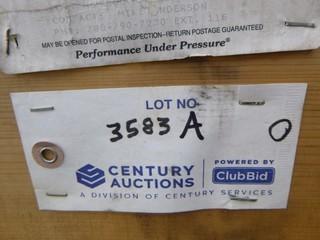 MAY BE OPENED FOR POSTAL INSPECTION–RETURN POSTAGE GUARANTEED
Performance Under Pressure®
LOT NO
3583 A O
CENTURY AUCTIONS
POWERED BY
ClubBid
A DIVISION OF CENTURY SERVICES